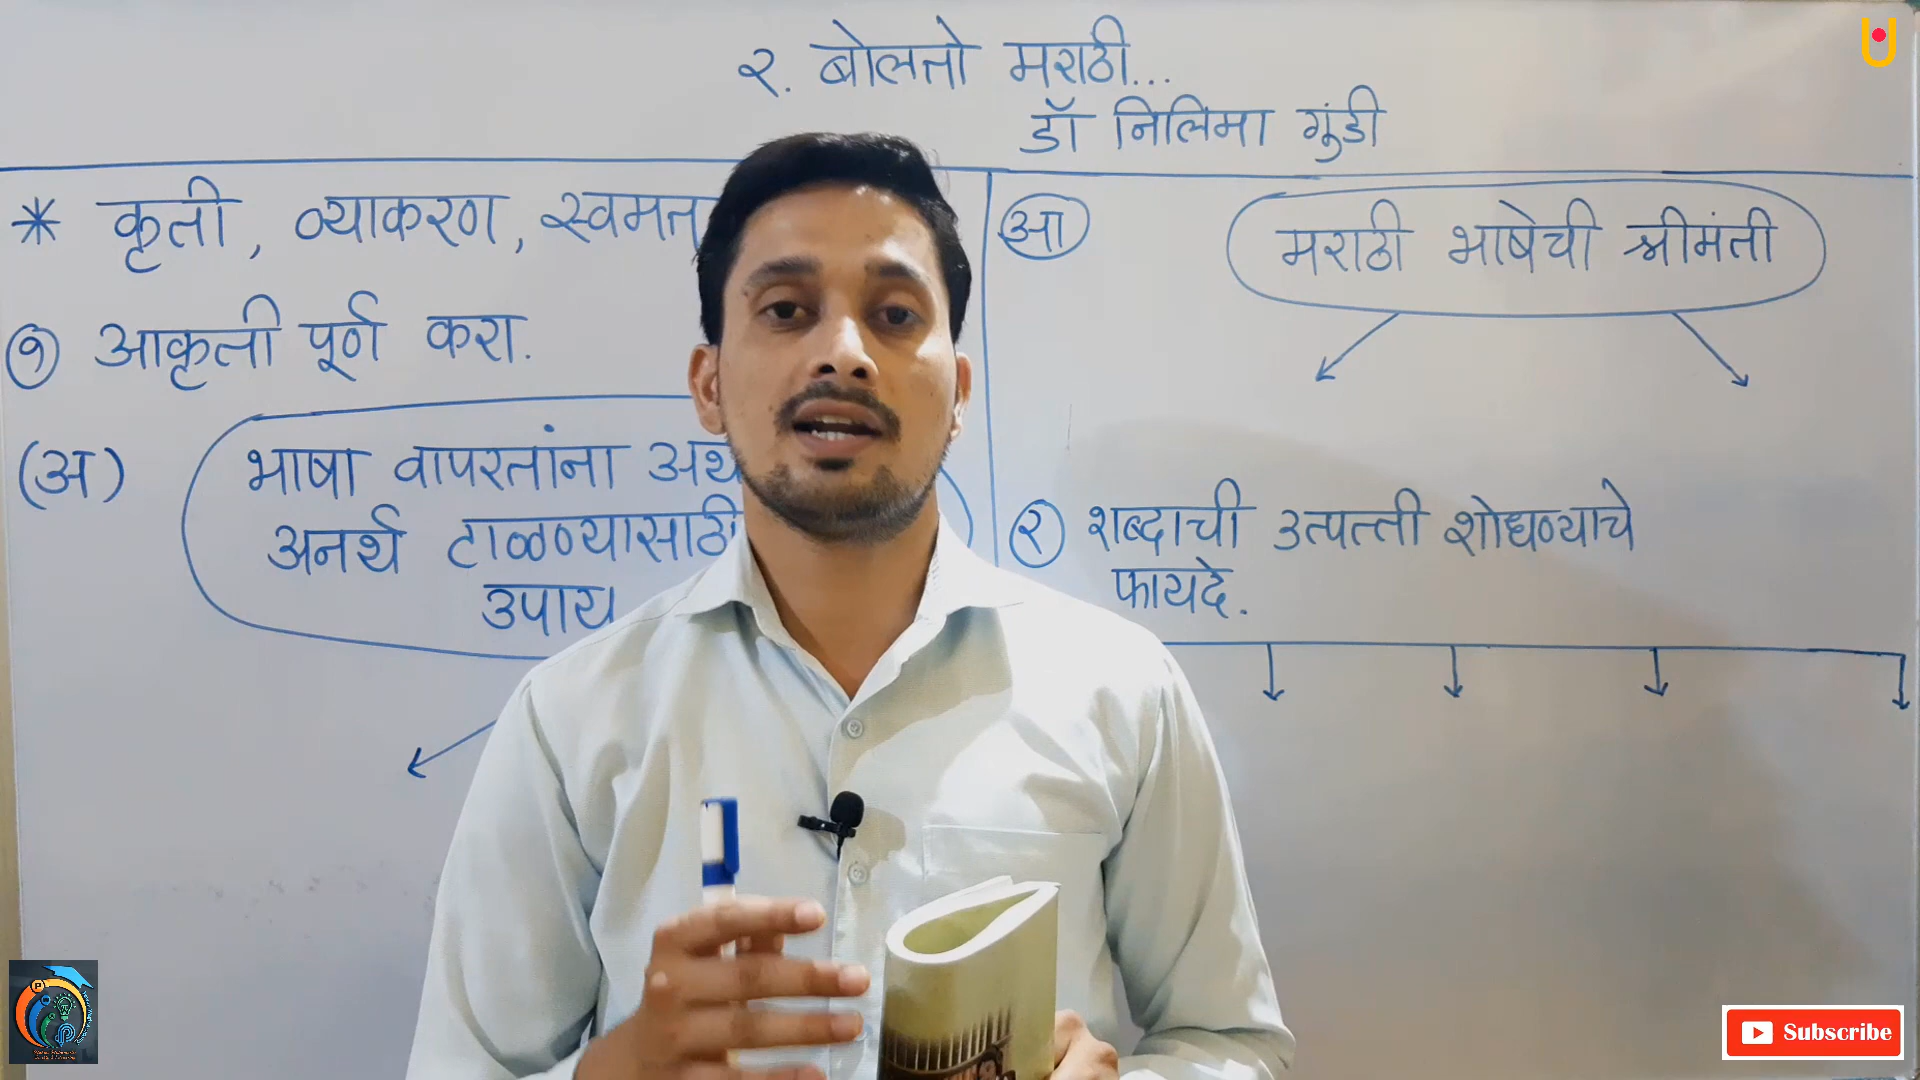 २. बोलतो मराठी...
डॉ निलिमा गुंडी
* कृती, व्याकरण, स्वमत
१ आकृती पूर्ण करा.
(अ)
भाषा वापरतांना अर्थ
अनर्थ टाळण्यासाठी
उपाय
आ
मराठी भाषेची श्रीमंती
२ शब्दाची उत्पत्ती शोधण्याचे
फायदे.
Subscribe